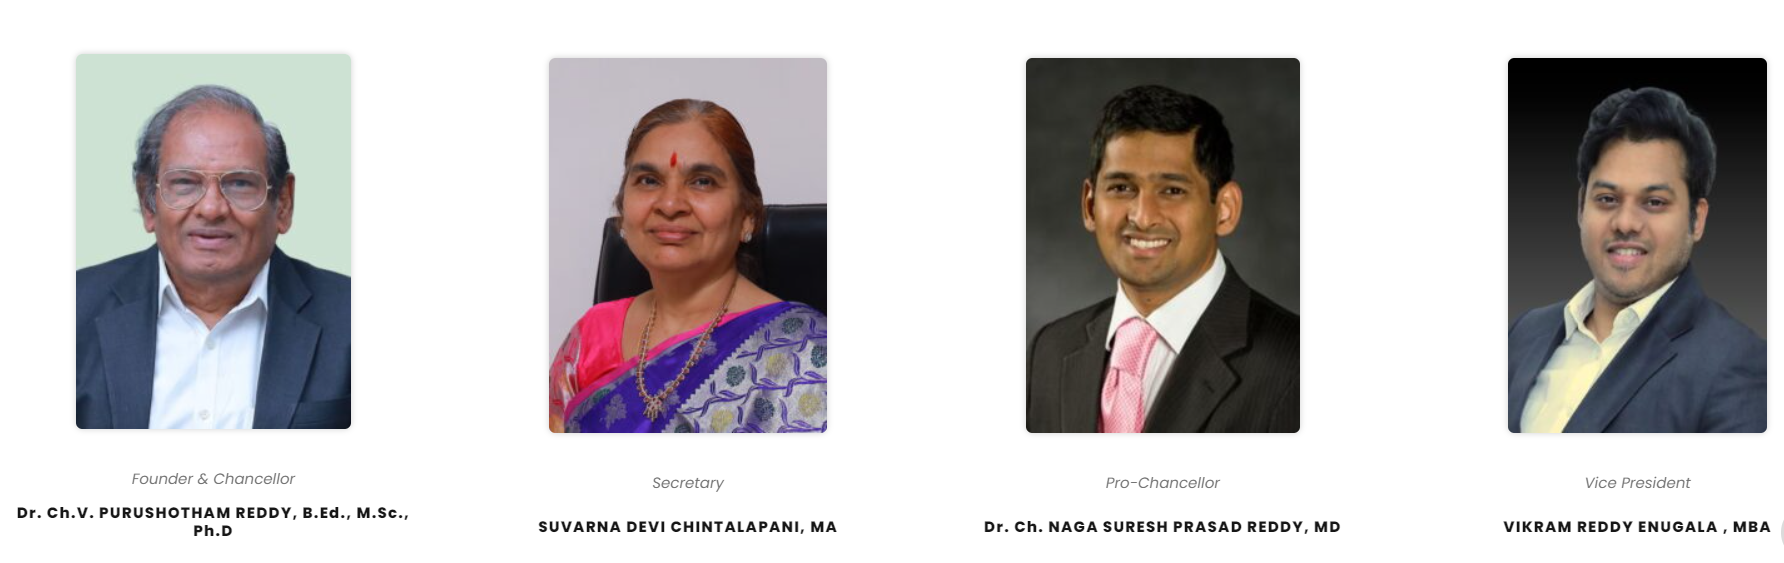 Founder & Chancellor
Dr. Ch.V. PURUSHOTHAM REDDY, B.Ed., M.Sc.,
Ph.D
Secretary
SUVARNA DEVI CHINTALAPANI, MA
Pro-Chancellor
Dr. Ch. NAGA SURESH PRASAD REDDY, MD
Vice President
VIKRAM REDDY ENUGALA , MBA